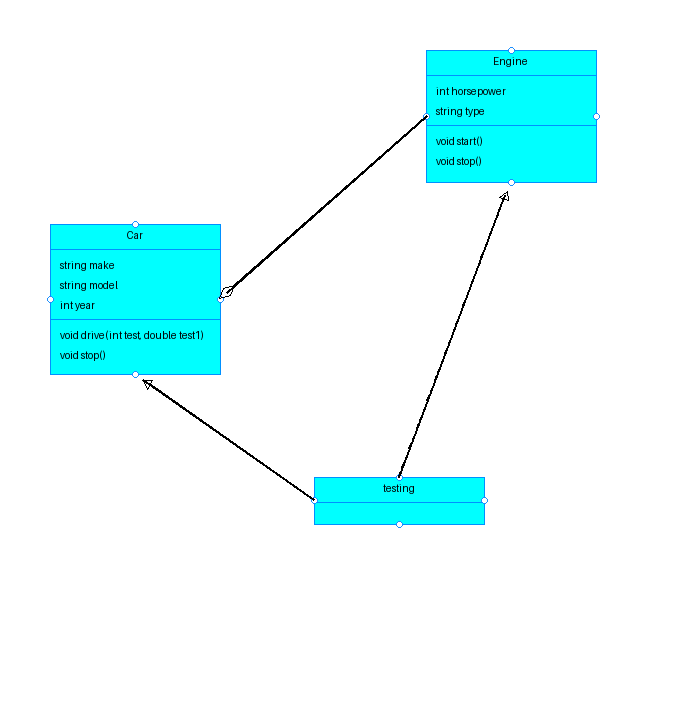 Engine
int horsepower
string type
void start()
void stop()
Car
string make
string model
int year
void drive(int test, double test1)
void stop()
testing